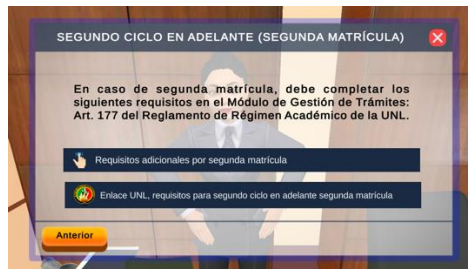 SEGUNDO CICLO EN ADELANTE (SEGUNDA MATRÍCULA)
En caso de segunda matrícula, debe completar los
siguientes requisitos en el Módulo de Gestión de Trámites:
Art. 177 del Reglamento de Régimen Académico de la UNL.
Requisitos adicionales por segunda matrícula
Enlace UNL, requisitos para segundo ciclo en adelante segunda matrícula
Anterior